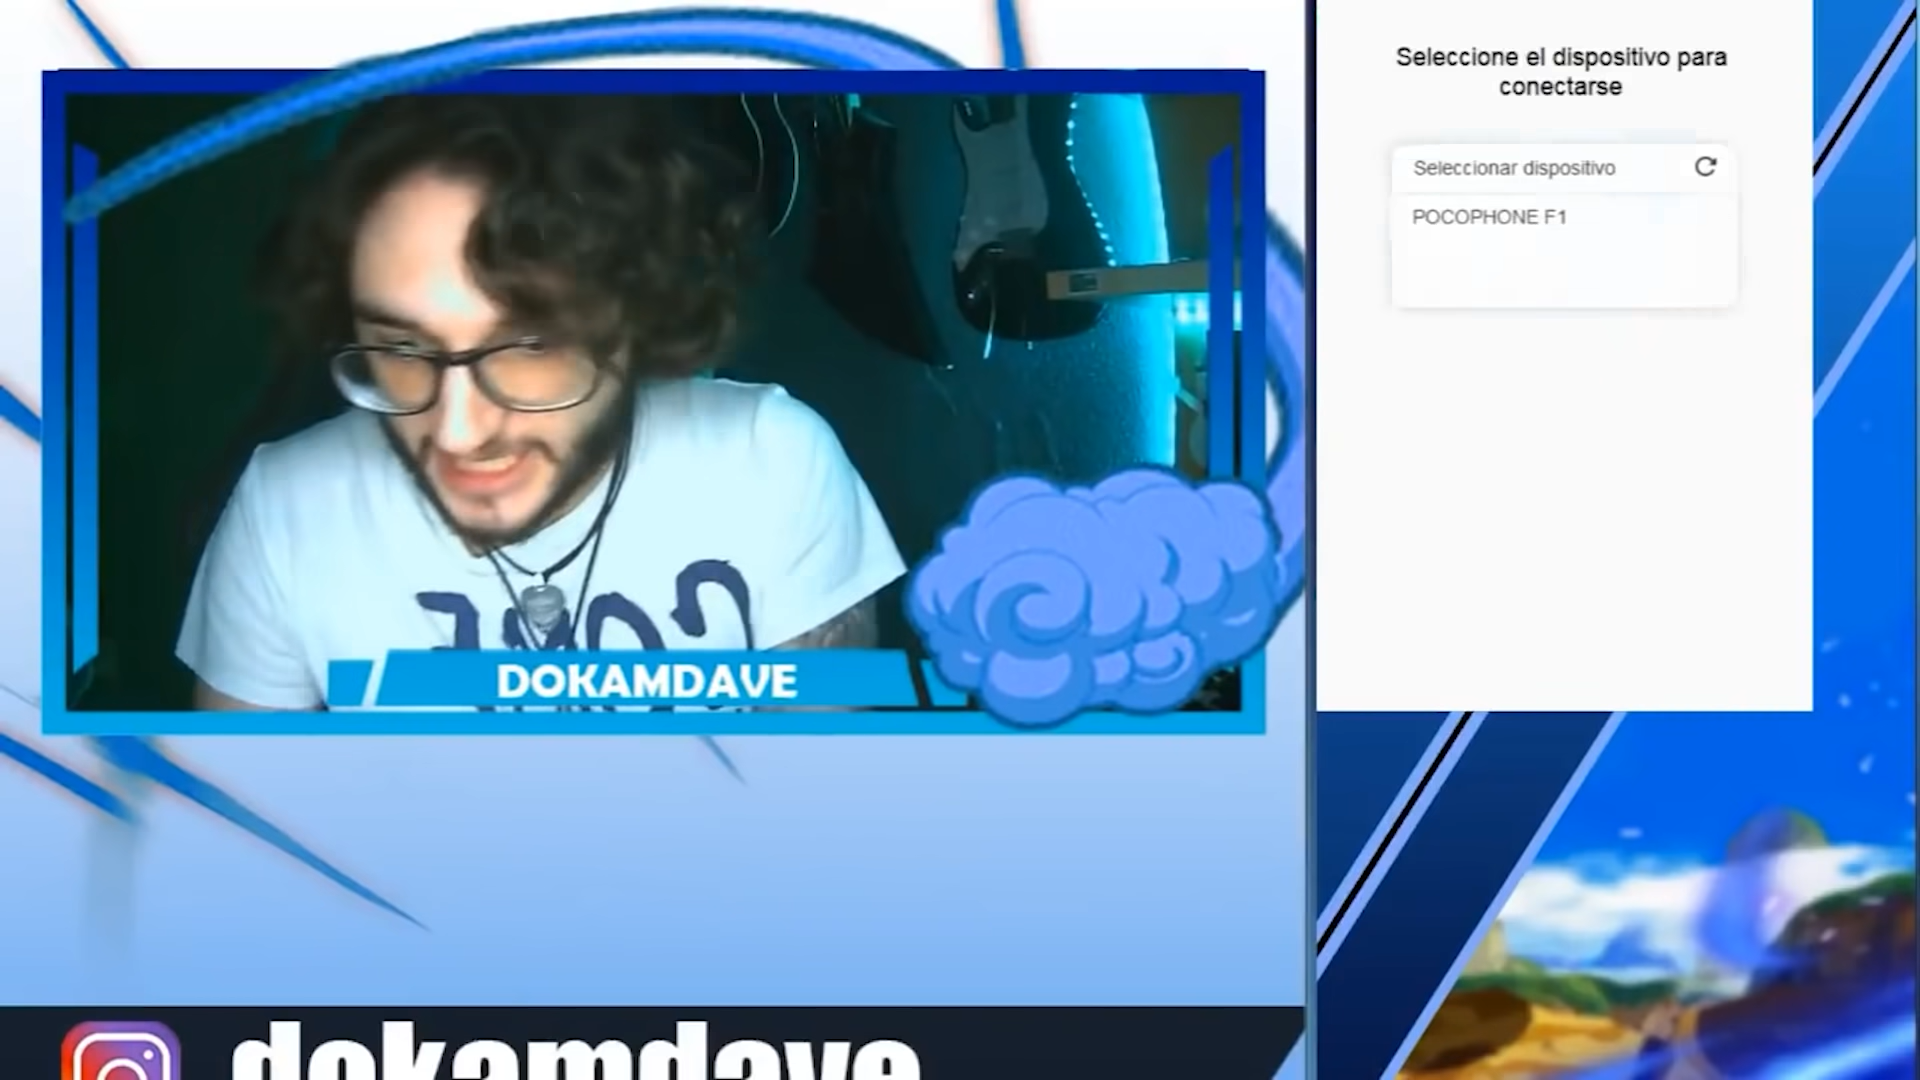 Seleccione el dispositivo para
conectarse
Seleccionar dispositivo
POCOPHONE F1
DOKAMDAVE
dokamdave